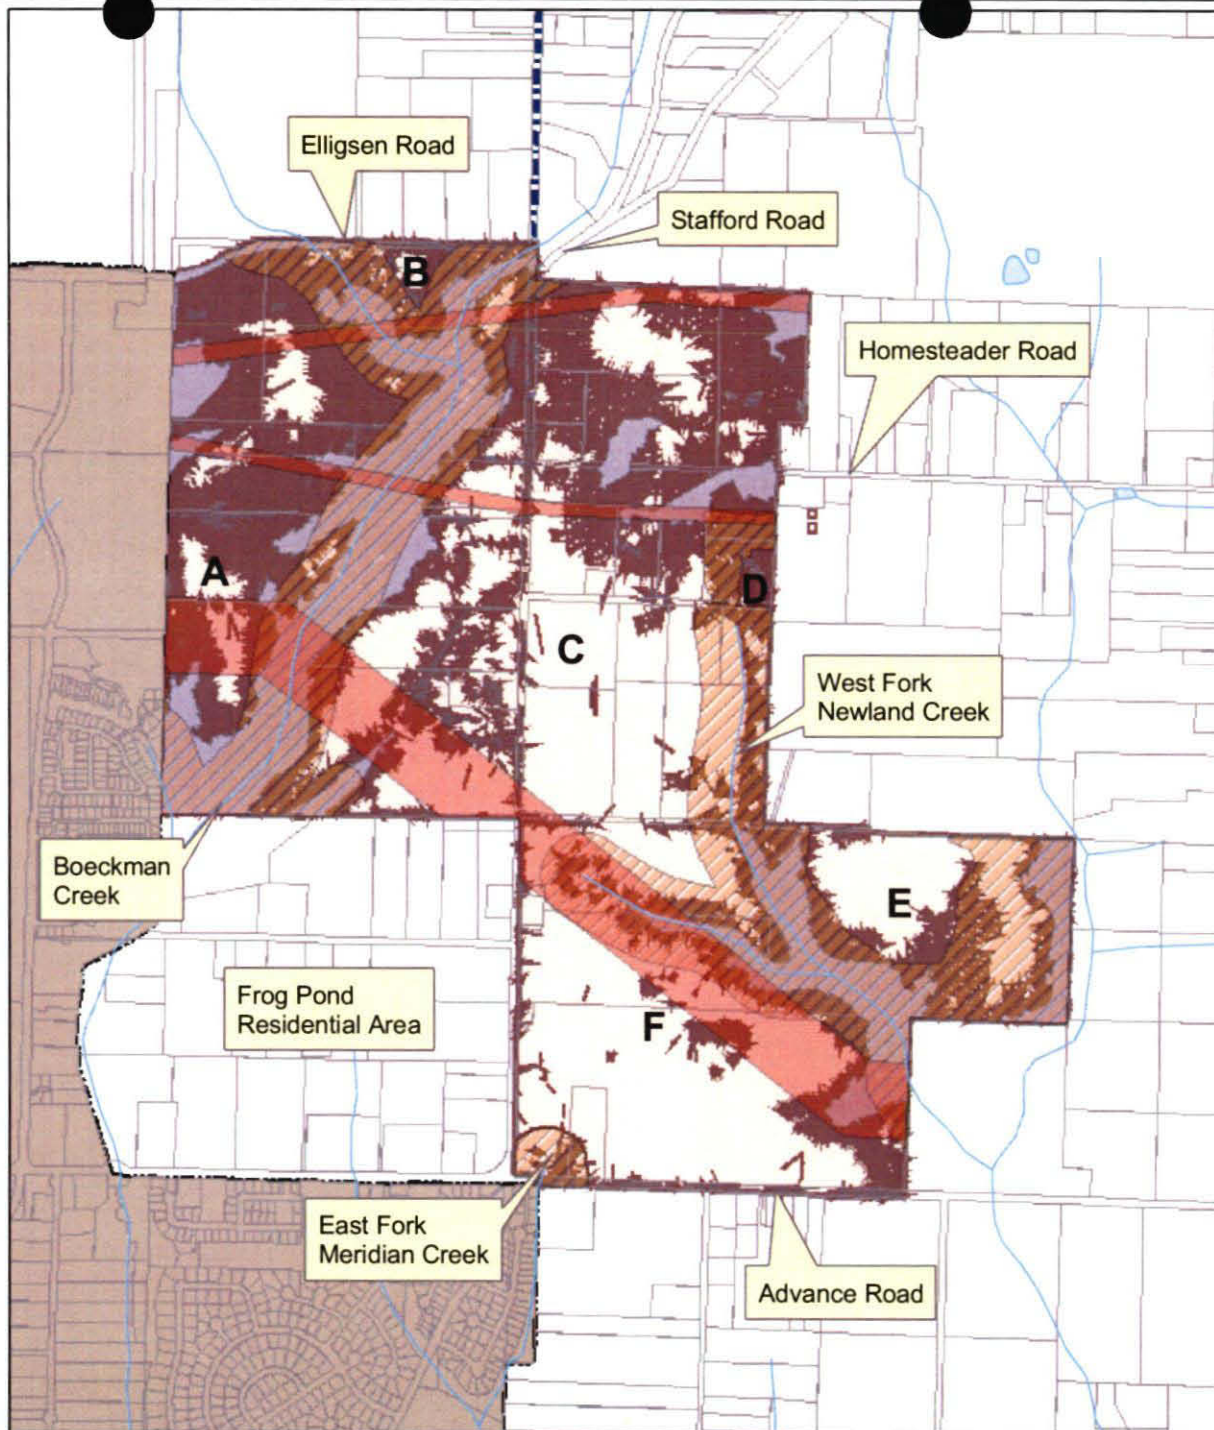 Elligsen Road
B
Stafford Road
Homesteader Road
A
D
C
West Fork
Newland Creek
Boeckman
Creek
E
Frog Pond
Residential Area
F
East Fork
Meridian Creek
Advance Road